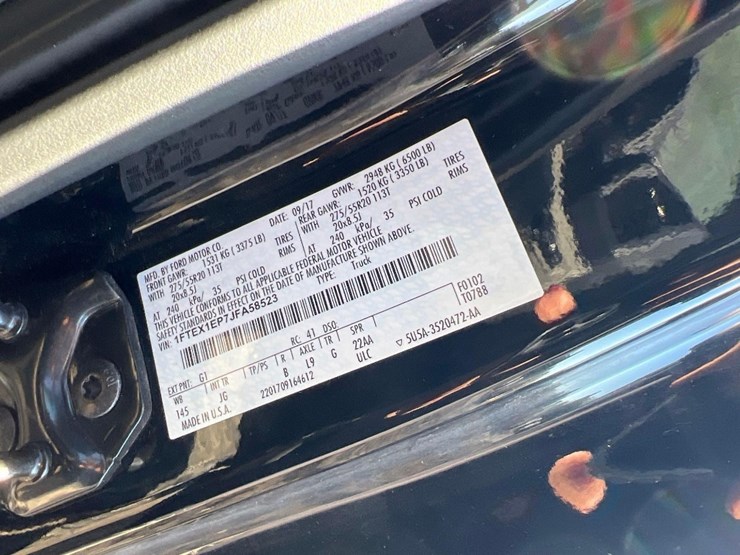 MFD. BY FORD MOTOR CO. DATE: 09/17 GVWR: 2948 KG ( 6500 LB)
FRONT GAWR: 1531 KG ( 3375 LB) REAR GAWR: 1520 KG ( 3350 LB)
WITH 275/55R20 113T TIRES WITH 275/55R20 113T TIRES
20x8.5J RIMS 20x8.5J RIMS
AT 240 kPa/ 35 PSI COLD AT 240 kPa/ 35 PSI COLD
THIS VEHICLE CONFORMS TO ALL APPLICABLE FEDERAL MOTOR VEHICLE
SAFETY STANDARDS IN EFFECT ON THE DATE OF MANUFACTURE SHOWN ABOVE.
VIN: 1FTEX1EP7JFA58523 TYPE: Truck
F0102
T0788
EXT PNT: G1 RC: 41 DSO:
WB INT TR TP/PS R AXLE TR SPR
145 JG B L9 G 22AA
MADE IN U.S.A. 2201709164612 ULC ▽ 5U5A-3520472-AA